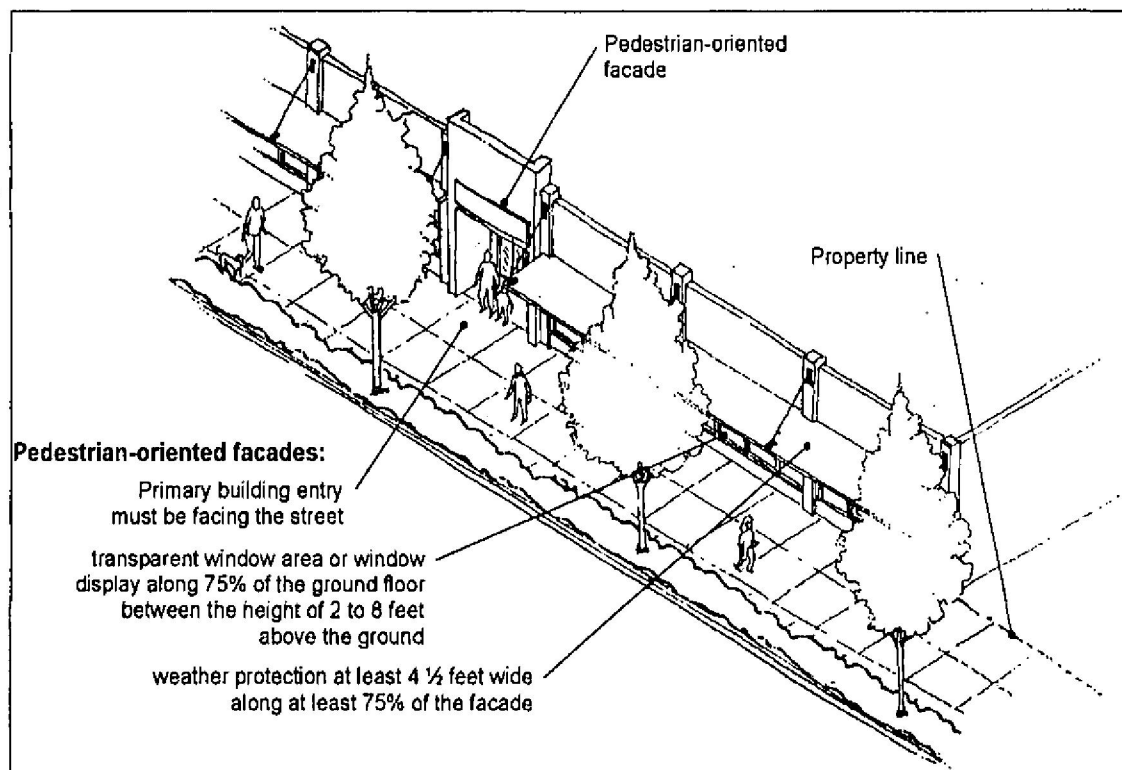 Pedestrian-oriented
facade
Property line
Pedestrian-oriented facades:
Primary building entry
must be facing the street
transparent window area or window
display along 75% of the ground floor
between the height of 2 to 8 feet
above the ground
weather protection at least 4 ½ feet wide
along at least 75% of the facade